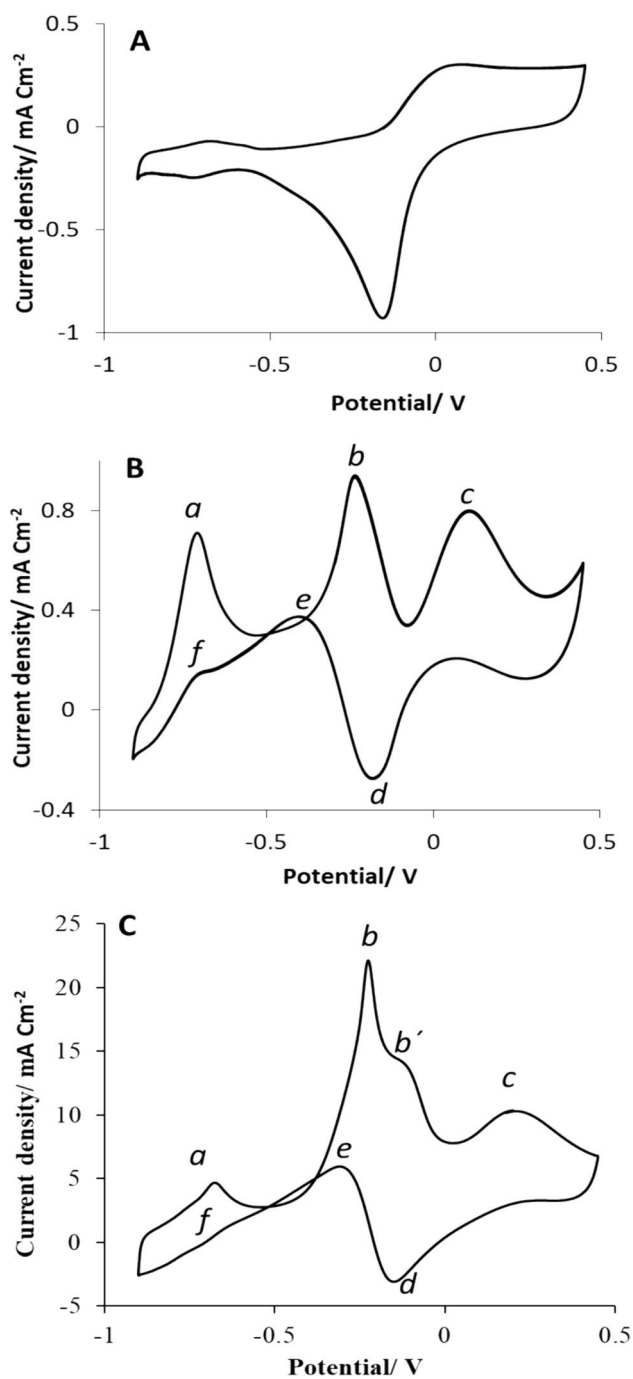 A
Current density/ mA Cm-2
0.5
0
-0.5
-1
-1
-0.5
0
0.5
Potential/ V
B
Current density/ mA Cm-2
0.8
0.4
0
-0.4
a
b
c
d
e
f
-1
-0.5
0
0.5
Potential/ V
C
Current density/ mA Cm-2
25
20
15
10
5
0
-5
a
b
b´
c
d
e
f
-1
-0.5
0
0.5
Potential/ V